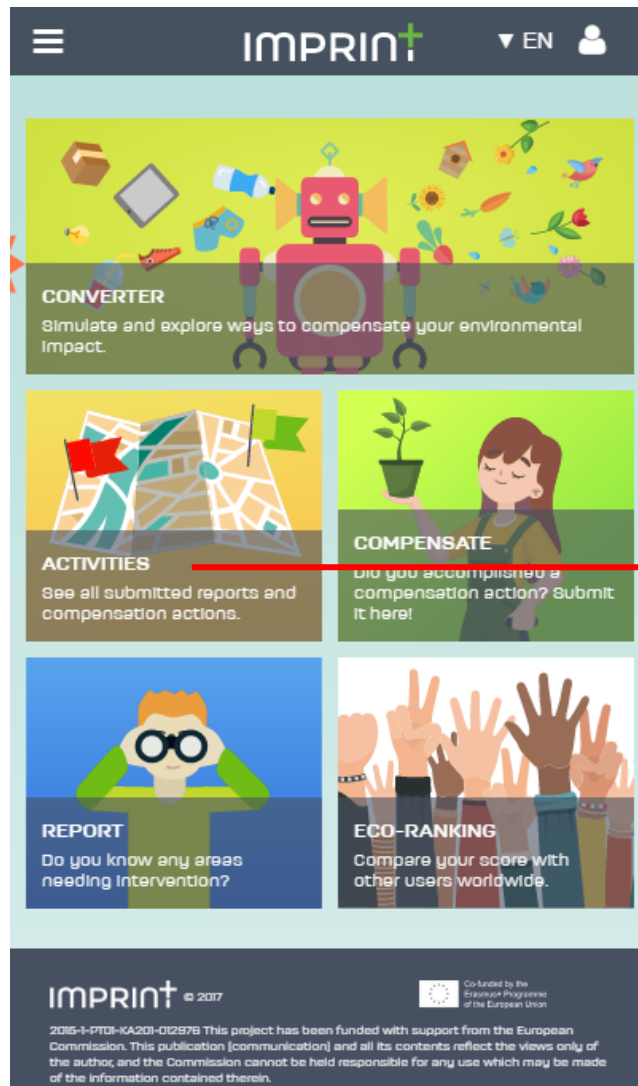 IMPRINT+
▼ EN
CONVERTER
Simulate and explore ways to compensate your environmental
impact.
ACTIVITIES
See all submitted reports and
compensation actions.
COMPENSATE
Did you accomplished a
compensation action? Submit
it here!
REPORT
Do you know any areas
needing intervention?
ECO-RANKING
Compare your score with
other users worldwide.
IMPRINT+ © 2017
Co-funded by the
Erasmus+ Programme
of the European Union
2015-1-PT01-KA201-012976 This project has been funded with support from the European
Commission. This publication [communication] and all its contents reflect the views only of
the author, and the Commission cannot be held responsible for any use which may be made
of the information contained therein.